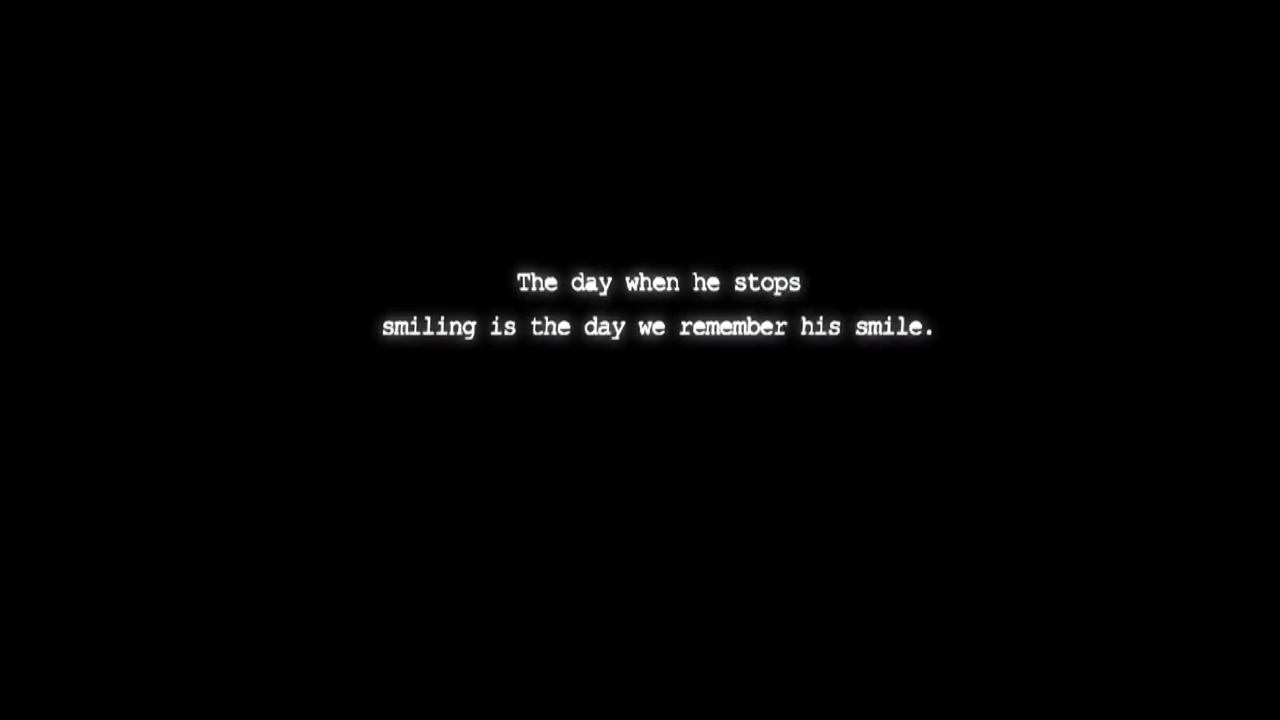 The day when he stops
smiling is the day we remember his smile.